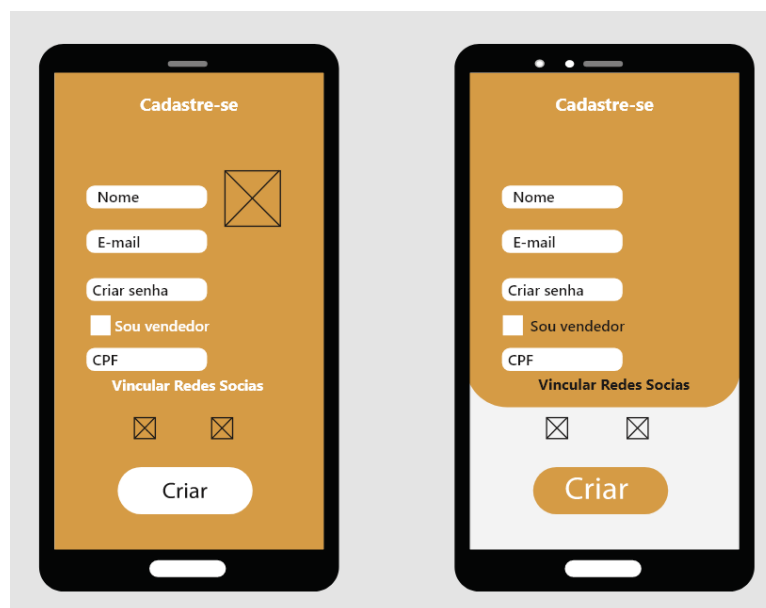 Cadastre-se
Nome
E-mail
Criar senha
Sou vendedor
CPF
Vincular Redes Socias
Criar
Cadastre-se
Nome
E-mail
Criar senha
Sou vendedor
CPF
Vincular Redes Socias
Criar